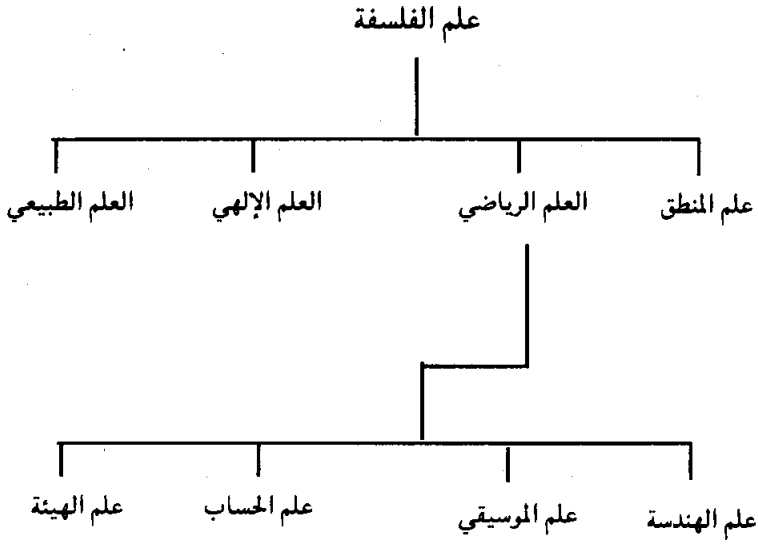 علم الفلسفة
علم المنطق العلم الرياضي العلم الإلهي العلم الطبيعي
علم الهندسة علم الموسيقي علم الحساب علم الهيئة